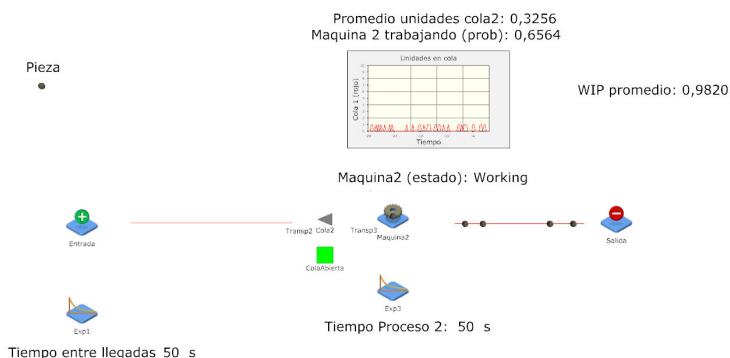 Promedio unidades cola2: 0,3256
Maquina 2 trabajando (prob): 0,6564
Unidades en cola
Cola 1 (rojo)
Tiempo
Pieza
WIP promedio: 0,9820
Maquina2 (estado): Working
Entrada
Transp2 Cola2
Transp3
Maquina2
Salida
ColaAbierta
Exp1
Exp3
Tiempo Proceso 2: 50 s
Tiempo entre llegadas 50 s